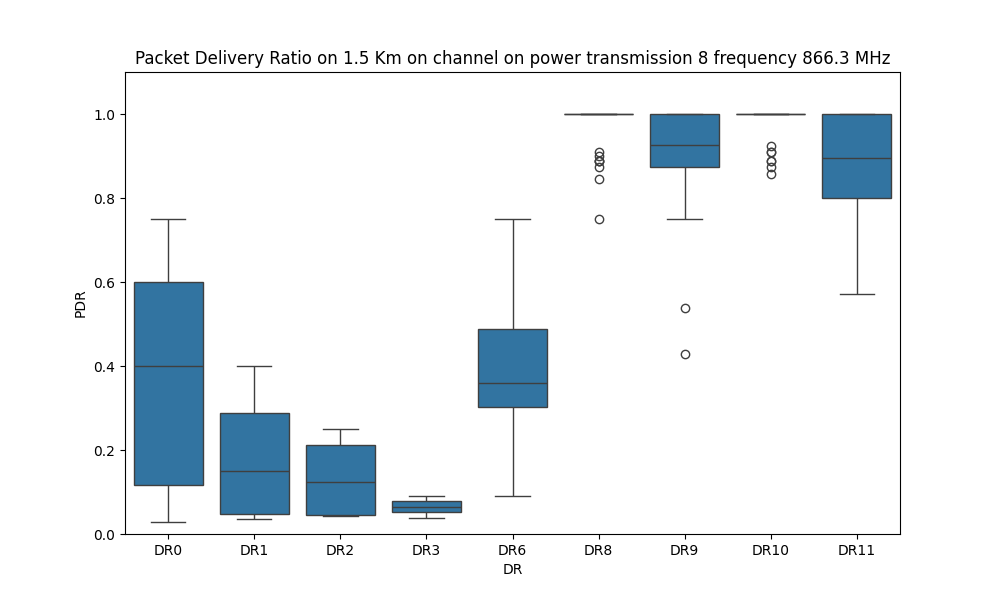 Packet Delivery Ratio on 1.5 Km on channel on power transmission 8 frequency 866.3 MHz
1.0
0.8
0.6
0.4
0.2
0.0
PDR
DR0 DR1 DR2 DR3 DR6 DR8 DR9 DR10 DR11
DR